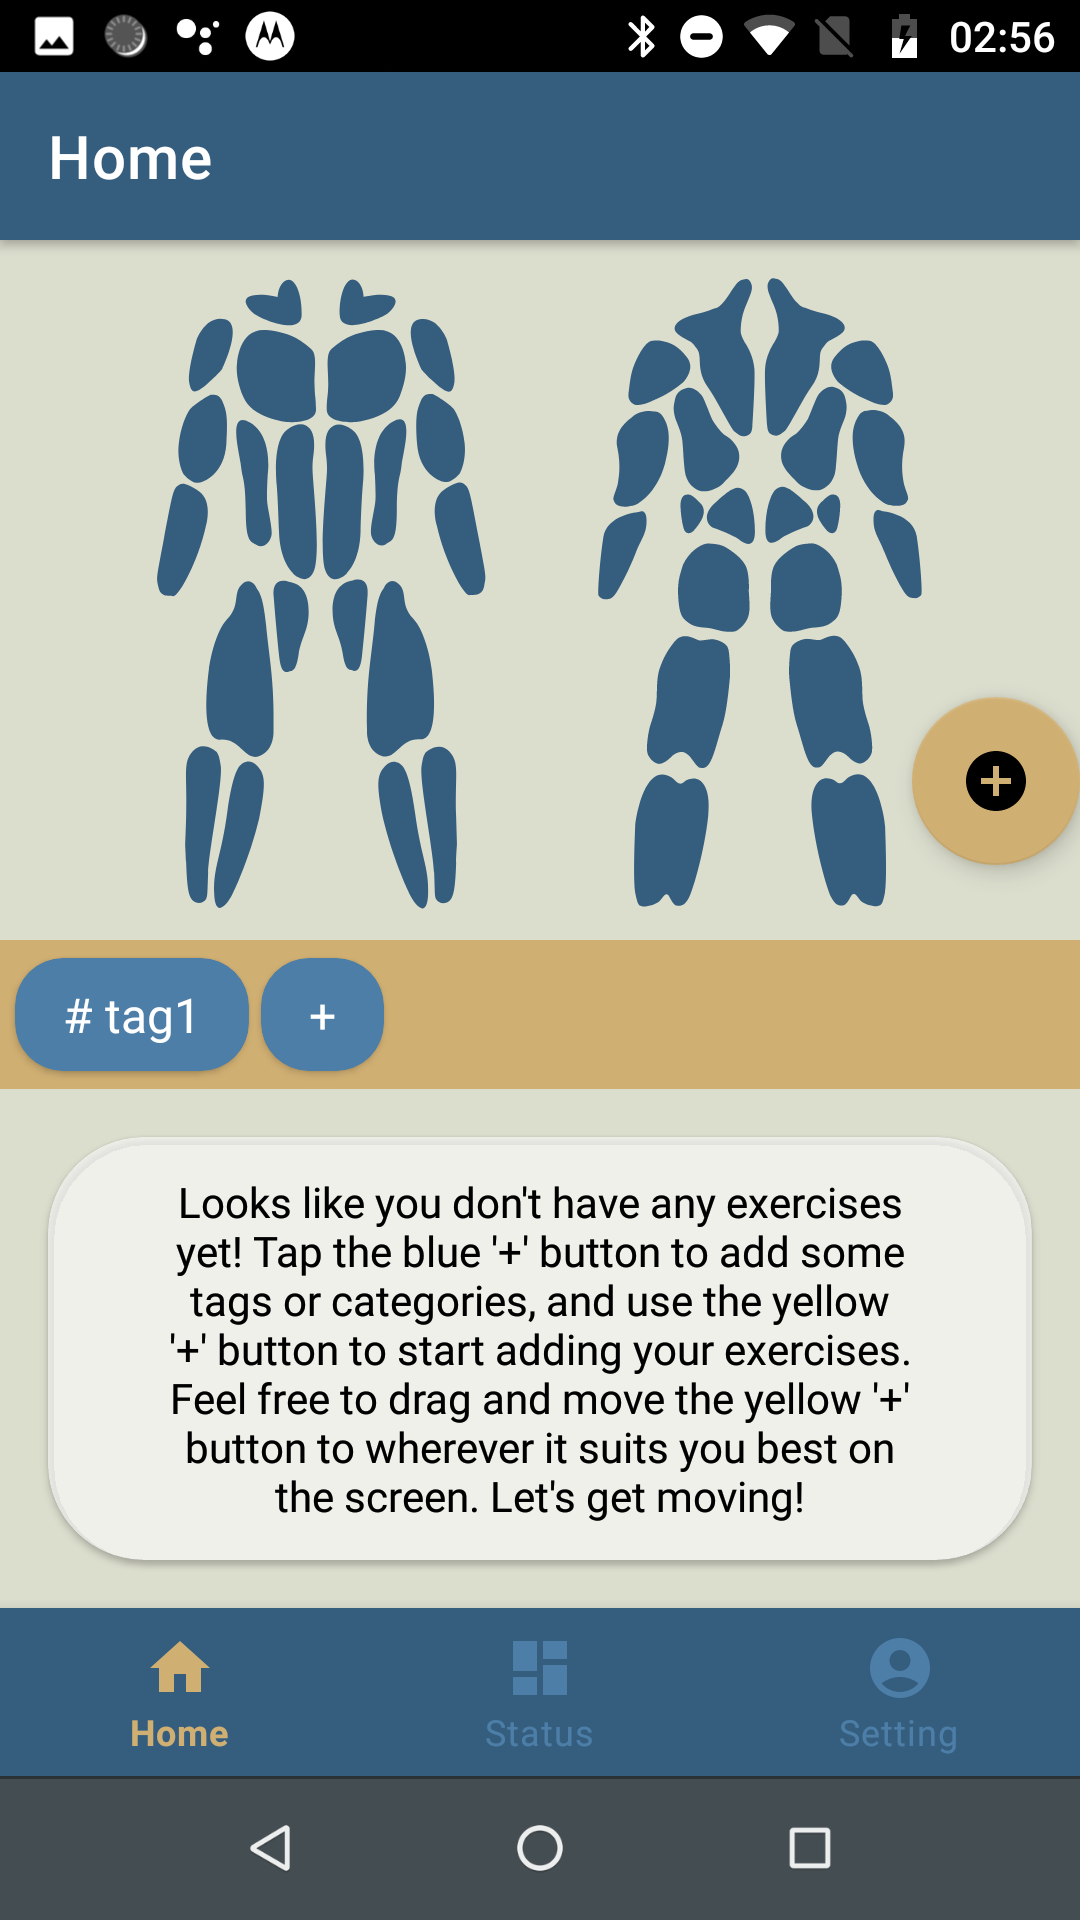 02:56
Home
# tag1
+
Looks like you don't have any exercises
yet! Tap the blue '+' button to add some
tags or categories, and use the yellow
'+' button to start adding your exercises.
Feel free to drag and move the yellow '+'
button to wherever it suits you best on
the screen. Let's get moving!
Home
Status
Setting